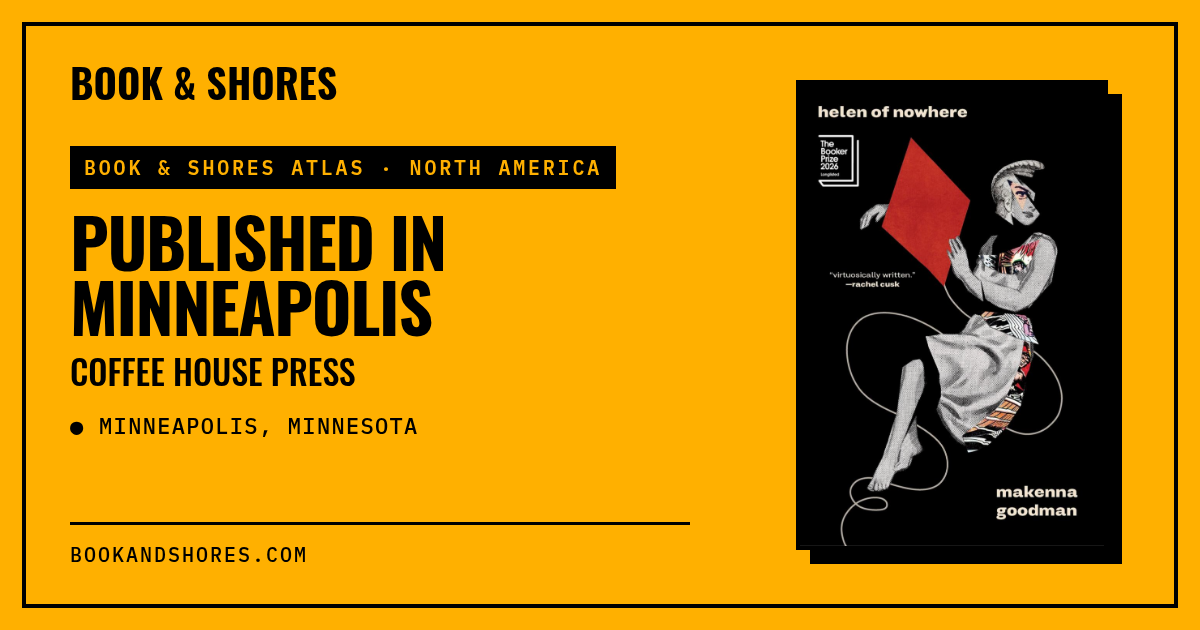 BOOK & SHORES
BOOK & SHORES ATLAS · NORTH AMERICA
PUBLISHED IN
MINNEAPOLIS
COFFEE HOUSE PRESS
MINNEAPOLIS, MINNESOTA
BOOKANDSHORES.COM
helen of nowhere
The
Booker
Prize
2026
Longlisted
"virtuosically written."
—rachel cusk
makenna
goodman